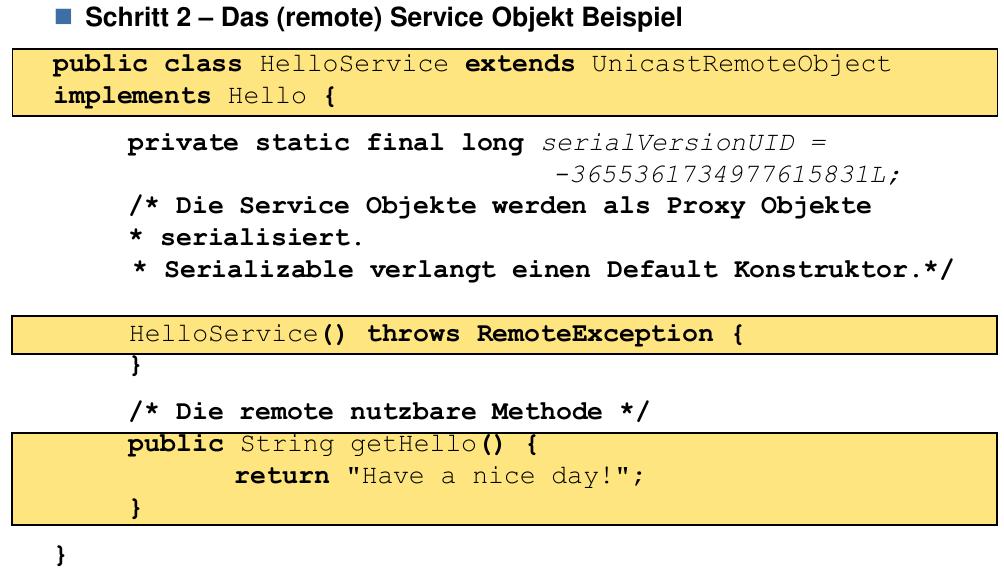 Schritt 2 – Das (remote) Service Objekt Beispiel
public class HelloService extends UnicastRemoteObject
implements Hello {
private static final long serialVersionUID =
-3655361734977615831L;
/* Die Service Objekte werden als Proxy Objekte
* serialisiert.
* Serializable verlangt einen Default Konstruktor.*/
HelloService() throws RemoteException {
}
/* Die remote nutzbare Methode */
public String getHello() {
return "Have a nice day!";
}
}